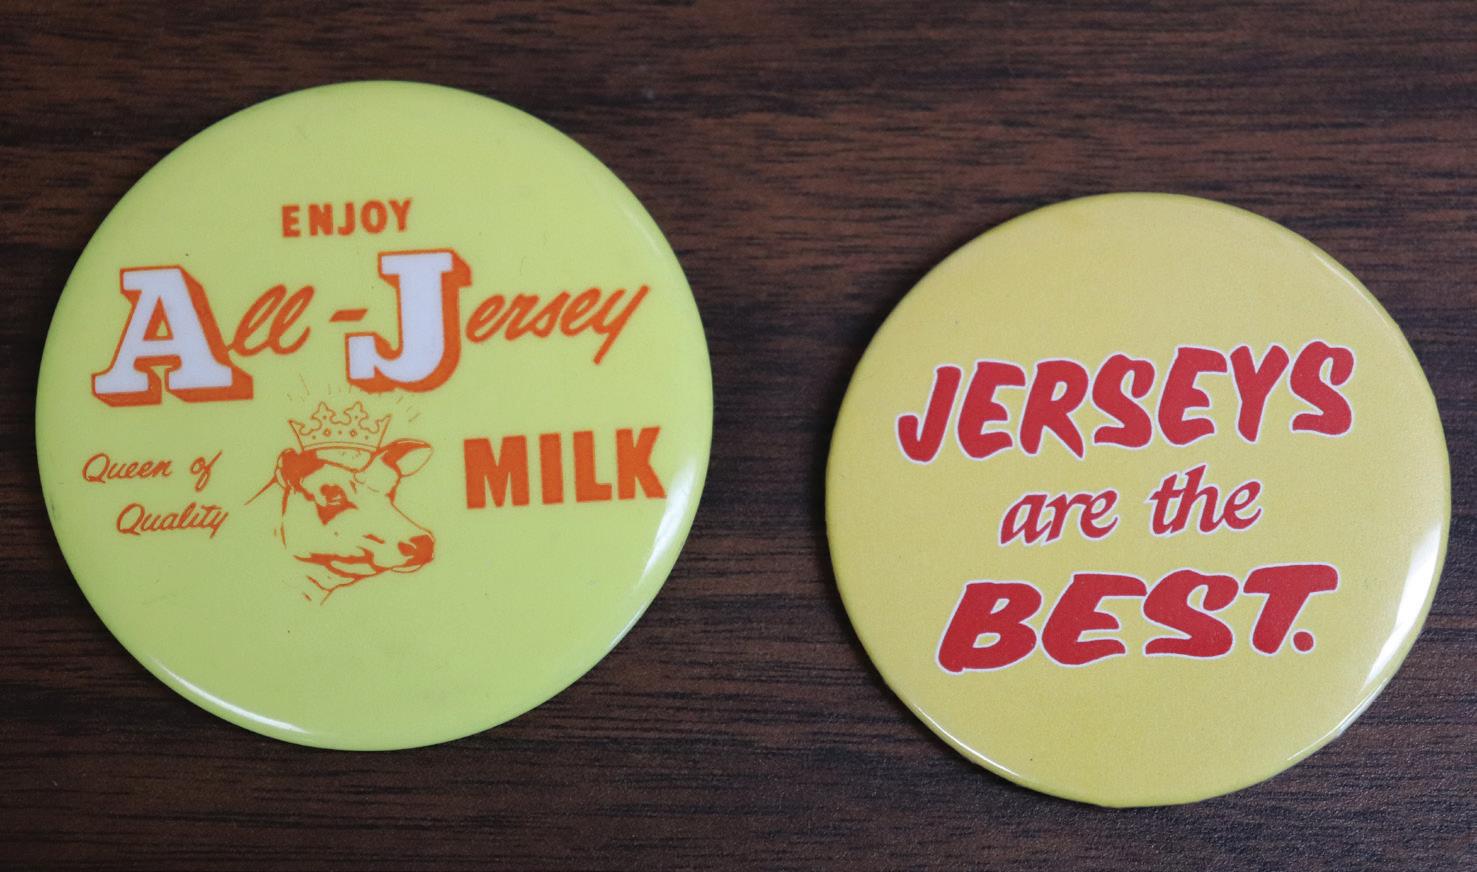 ENJOY
All-Jersey
Queen of
Quality
MILK
JERSEYS
are the
BEST.